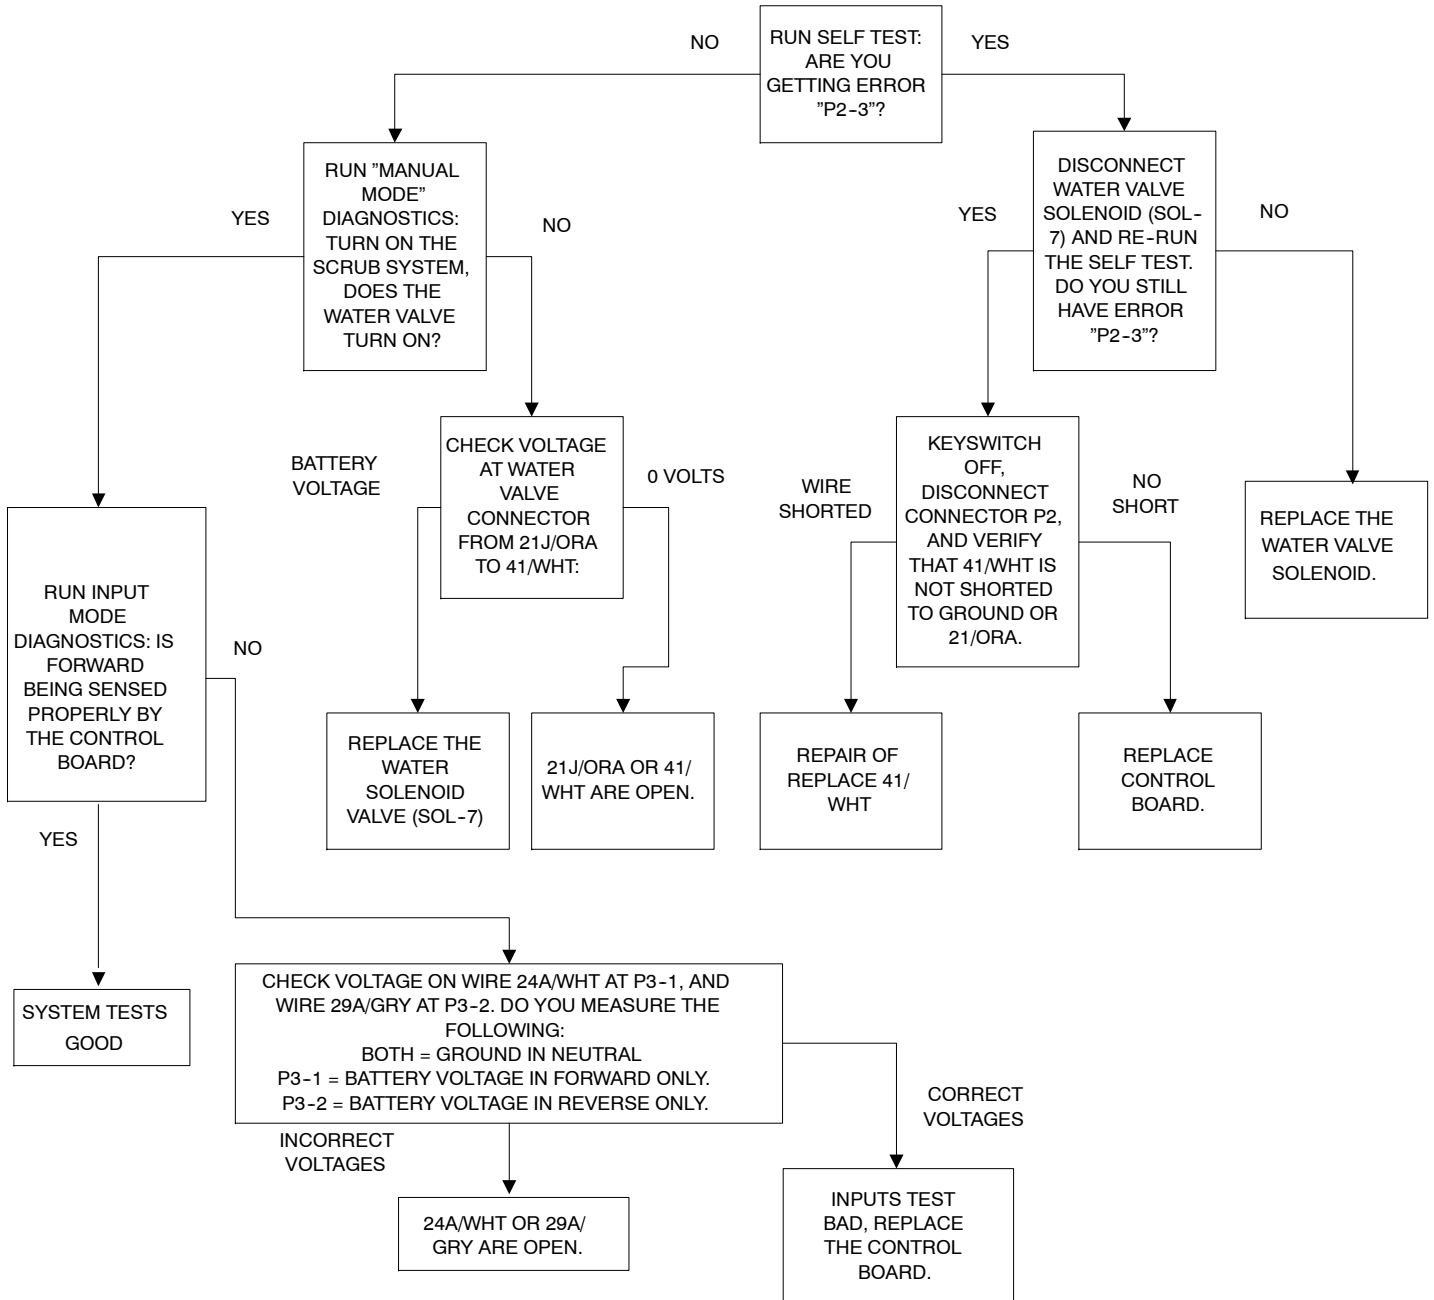 NO
RUN SELF TEST:
ARE YOU
GETTING ERROR
”P2-3”?
YES
RUN ”MANUAL
MODE”
DIAGNOSTICS:
TURN ON THE
SCRUB SYSTEM,
DOES THE
WATER VALVE
TURN ON?
YES
NO
DISCONNECT
WATER VALVE
SOLENOID (SOL-
7) AND RE-RUN
THE SELF TEST.
DO YOU STILL
HAVE ERROR
”P2-3”?
YES
NO
CHECK VOLTAGE
AT WATER
VALVE
CONNECTOR
FROM 21J/ORA
TO 41/WHT:
BATTERY
VOLTAGE
0 VOLTS
KEYSWITCH
OFF,
DISCONNECT
CONNECTOR P2,
AND VERIFY
THAT 41/WHT IS
NOT SHORTED
TO GROUND OR
21/ORA.
WIRE
SHORTED
NO
SHORT
REPLACE THE
WATER VALVE
SOLENOID.
RUN INPUT
MODE
DIAGNOSTICS: IS
FORWARD
BEING SENSED
PROPERLY BY
THE CONTROL
BOARD?
NO
YES
REPLACE THE
WATER
SOLENOID
VALVE (SOL-7)
21J/ORA OR 41/
WHT ARE OPEN.
REPAIR OF
REPLACE 41/
WHT
REPLACE
CONTROL
BOARD.
SYSTEM TESTS
GOOD
CHECK VOLTAGE ON WIRE 24A/WHT AT P3-1, AND
WIRE 29A/GRY AT P3-2. DO YOU MEASURE THE
FOLLOWING:
BOTH = GROUND IN NEUTRAL
P3-1 = BATTERY VOLTAGE IN FORWARD ONLY.
P3-2 = BATTERY VOLTAGE IN REVERSE ONLY.
INCORRECT
VOLTAGES
CORRECT
VOLTAGES
24A/WHT OR 29A/
GRY ARE OPEN.
INPUTS TEST
BAD, REPLACE
THE CONTROL
BOARD.